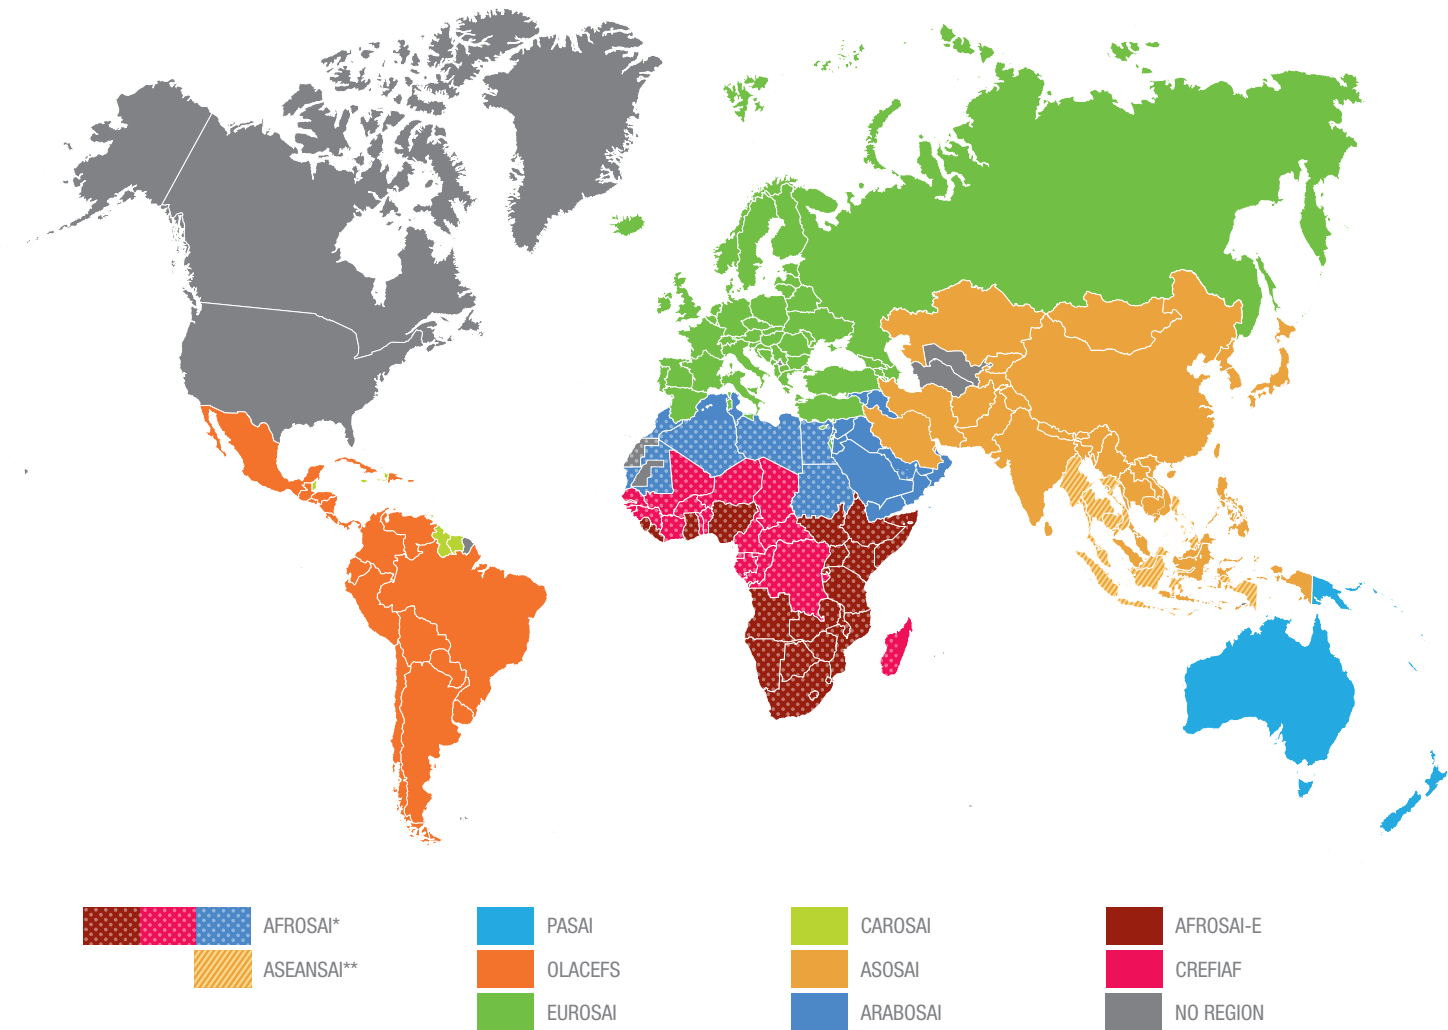 AFROSAI*
ASEANSAI**
PASAI
OLACEFS
EUROSAI
CAROSAI
ASOSAI
ARABOSAI
AFROSAI-E
CREFIAF
NO REGION